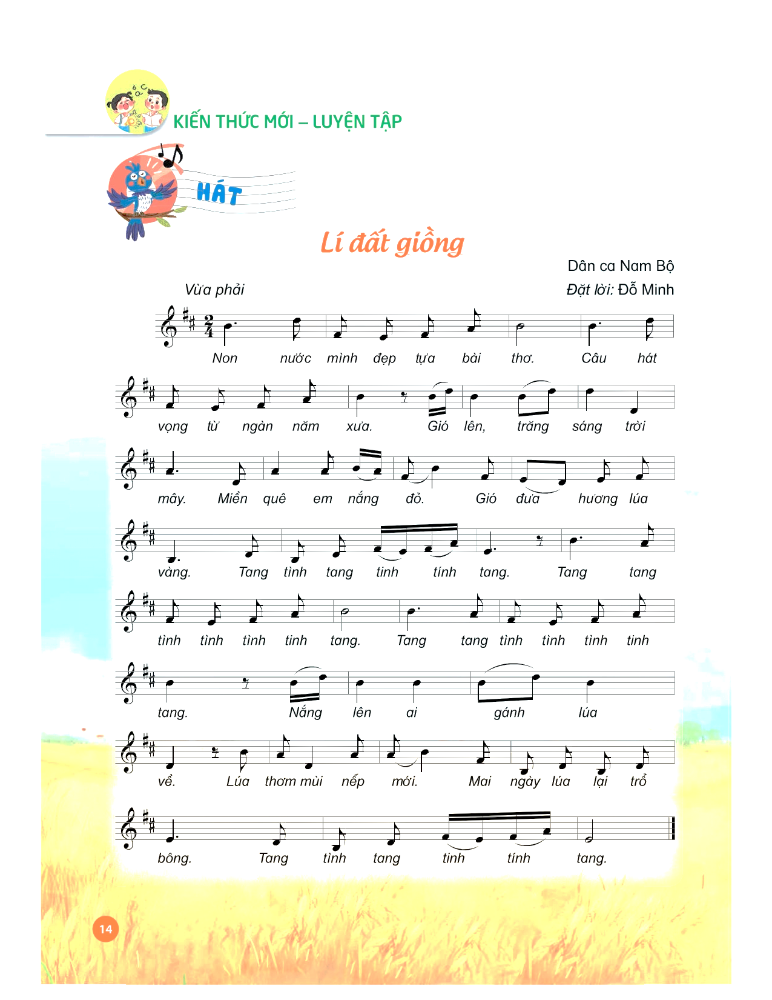 KIẾN THỨC MỚI – LUYỆN TẬP
HÁT
Lí đất giồng
Dân ca Nam Bộ
Vừa phải
Đặt lời: Đỗ Minh
2
4
Non nước mình đẹp tựa bài thơ. Câu hát
vọng từ ngàn năm xưa. Gió lên, trăng sáng trời
mây. Miền quê em nắng đỏ. Gió đưa hương lúa
vàng. Tang tình tang tinh tính tang. Tang tang
tình tình tình tinh tang. Tang tang tình tình tình tinh
tang. Nắng lên ai gánh lúa
về. Lúa thơm mùi nếp mới. Mai ngày lúa lại trổ
bông. Tang tình tang tinh tính tang.
14